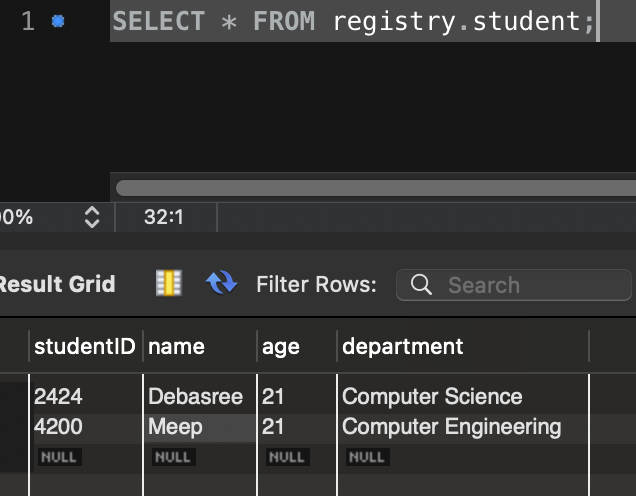 1 SELECT * FROM registry.student;
00% 32:1
Result Grid Filter Rows: Search
studentID name age department
2424 Debasree 21 Computer Science
4200 Meep 21 Computer Engineering
NULL NULL NULL NULL